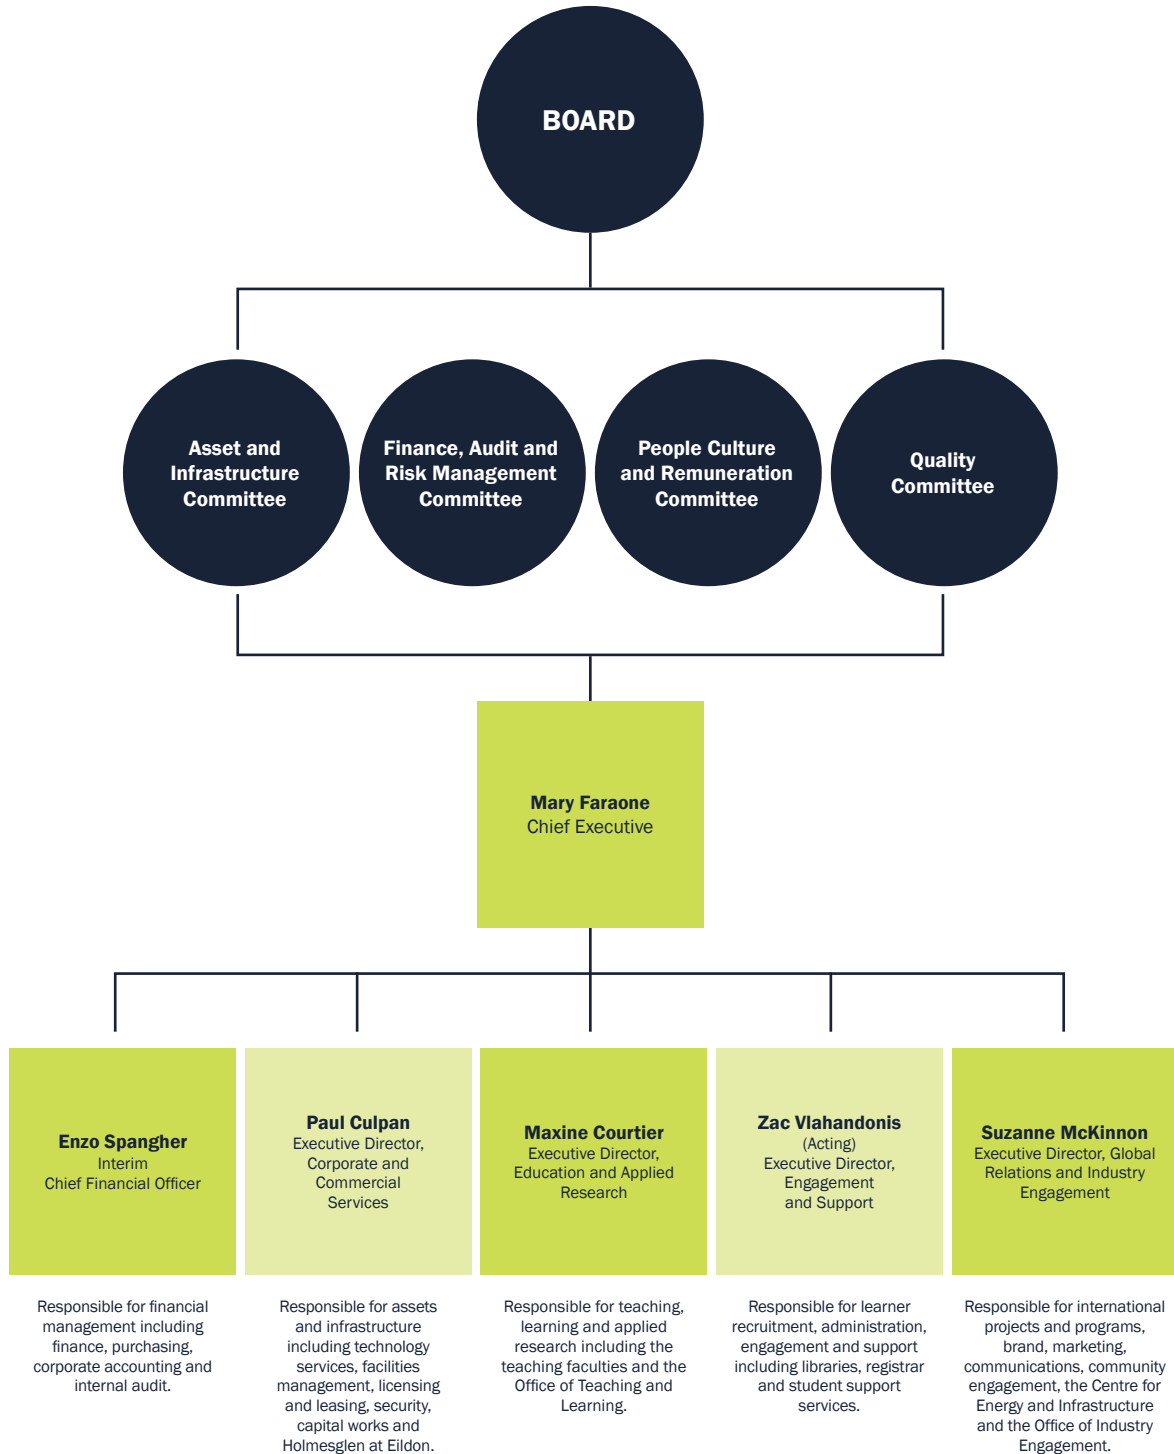 BOARD
Asset and
Infrastructure
Committee
Finance, Audit and
Risk Management
Committee
People Culture
and Remuneration
Committee
Quality
Committee
Mary Faraone
Chief Executive
Enzo Spangher
Interim
Chief Financial Officer
Paul Culpan
Executive Director,
Corporate and
Commercial
Services
Maxine Courtier
Executive Director,
Education and Applied
Research
Zac Vlahandonis
(Acting)
Executive Director,
Engagement
and Support
Suzanne McKinnon
Executive Director, Global
Relations and Industry
Engagement
Responsible for financial
management including
finance, purchasing,
corporate accounting and
internal audit.
Responsible for assets
and infrastructure
including technology
services, facilities
management, licensing
and leasing, security,
capital works and
Holmesglen at Eildon.
Responsible for teaching,
learning and applied
research including the
teaching faculties and the
Office of Teaching and
Learning.
Responsible for learner
recruitment, administration,
engagement and support
including libraries, registrar
and student support
services.
Responsible for international
projects and programs,
brand, marketing,
communications, community
engagement, the Centre for
Energy and Infrastructure
and the Office of Industry
Engagement.